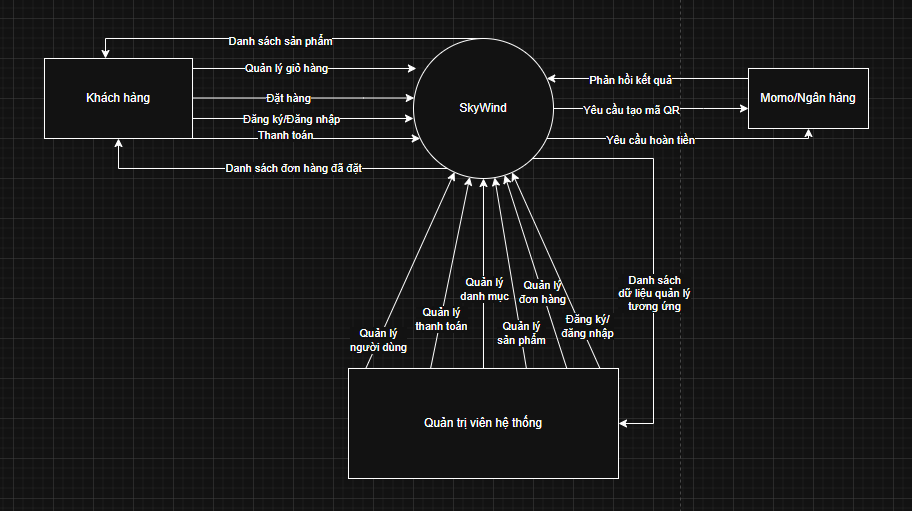 Danh sách sản phẩm
Quản lý giỏ hàng
Khách hàng
Đặt hàng
Đăng ký/Đăng nhập
Thanh toán
Danh sách đơn hàng đã đặt
SkyWind
Phản hồi kết quả
Yêu cầu tạo mã QR
Yêu cầu hoàn tiền
Momo/Ngân hàng
Quản lý
người dùng
Quản lý
thanh toán
Quản lý
danh mục
Quản lý
sản phẩm
Quản lý
đơn hàng
Đăng ký/
đăng nhập
Danh sách
dữ liệu quản lý
tương ứng
Quản trị viên hệ thống